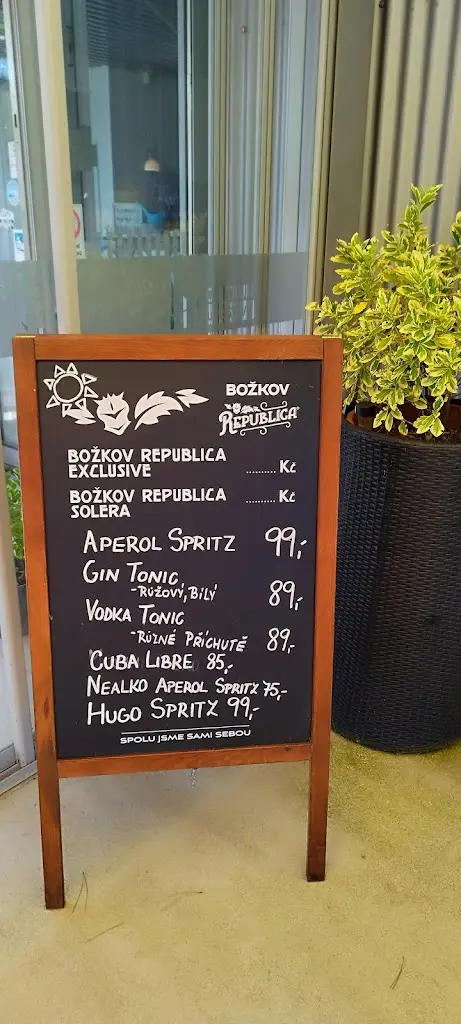 BOŽKOV
REPUBLICA
BOŽKOV REPUBLICA
EXCLUSIVE .......... Kč
BOŽKOV REPUBLICA
SOLERA .......... Kč
APEROL SPRITZ 99,-
GIN TONIC
-RŮŽOVÝ, BÍLÝ 89,-
VODKA TONIC
-RŮZNÉ PŘÍCHUTĚ 89,-
CUBA LIBRE 85,-
NEALKO APEROL SPRITZ 75,-
HUGO SPRITZ 99,-
SPOLU JSME SAMI SEBOU